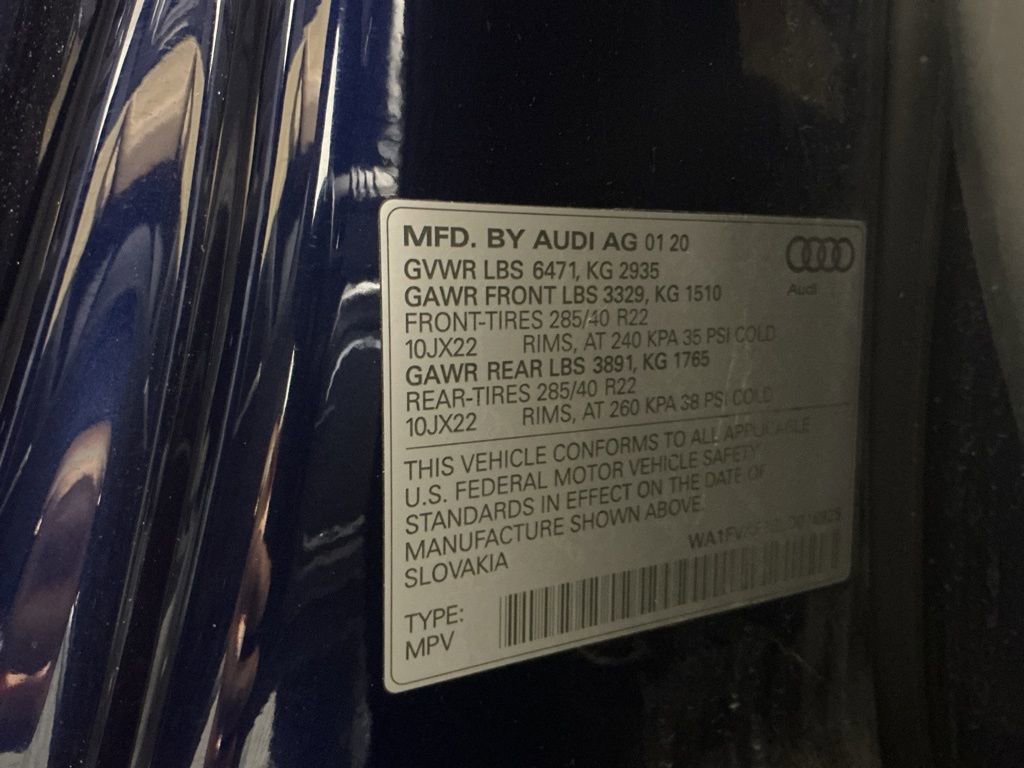 MFD. BY AUDI AG 01 20
GVWR LBS 6471, KG 2935
GAWR FRONT LBS 3329, KG 1510
Audi
FRONT-TIRES 285/40 R22
10JX22 RIMS, AT 240 KPA 35 PSI COLD
GAWR REAR LBS 3891, KG 1765
REAR-TIRES 285/40 R22
10JX22 RIMS, AT 260 KPA 38 PSI COLD
THIS VEHICLE CONFORMS TO ALL APPLICABLE
U.S. FEDERAL MOTOR VEHICLE SAFETY
STANDARDS IN EFFECT ON THE DATE OF
MANUFACTURE SHOWN ABOVE.
SLOVAKIA
TYPE:
MPV